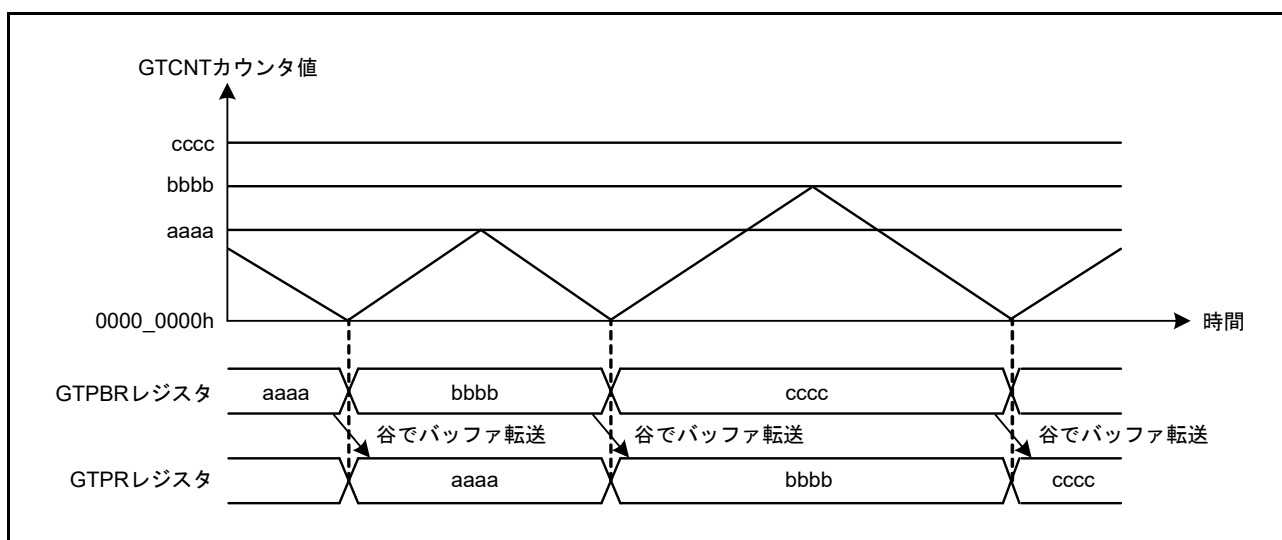 GTCNTカウンタ値
cccc
bbbb
aaaa
0000_0000h
時間
GTPBRレジスタ aaaa bbbb cccc
谷でバッファ転送 谷でバッファ転送 谷でバッファ転送
GTPRレジスタ aaaa bbbb cccc